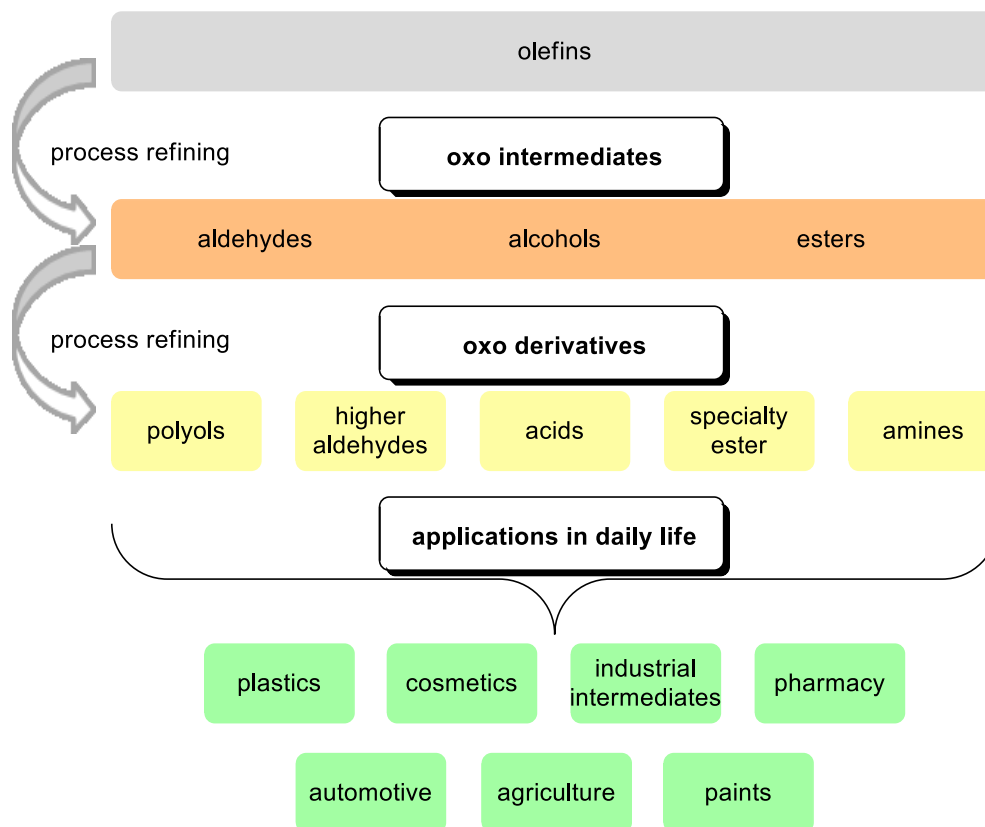 olefins
process refining
oxo intermediates
aldehydes alcohols esters
process refining
oxo derivatives
polyols
higher
aldehydes
acids
specialty
ester
amines
applications in daily life
plastics
cosmetics
industrial
intermediates
pharmacy
automotive
agriculture
paints